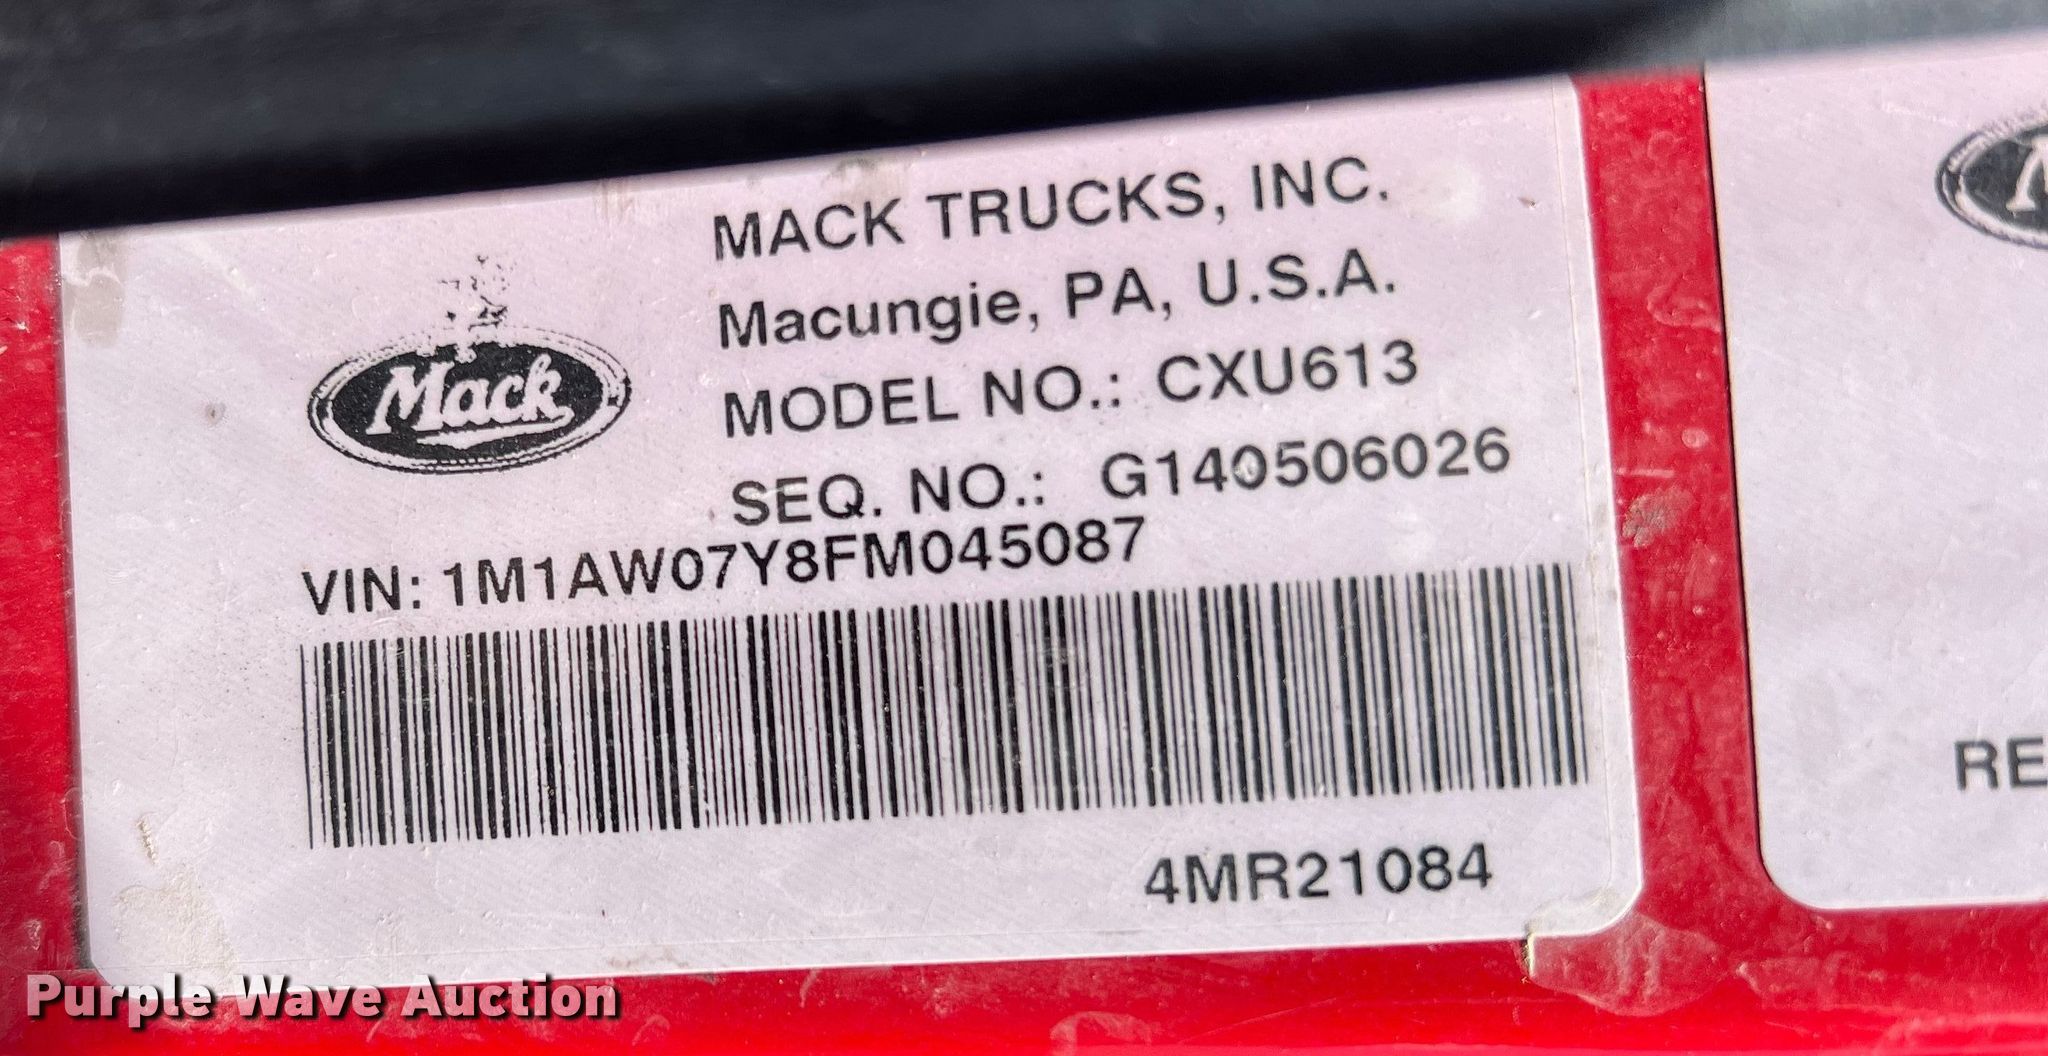 MACK TRUCKS, INC.
Macungie, PA, U.S.A.
Mack
MODEL NO.: CXU613
SEQ. NO.: G140506026
VIN: 1M1AW07Y8FM045087
4MR21084
M
RE
Purple Wave Auction